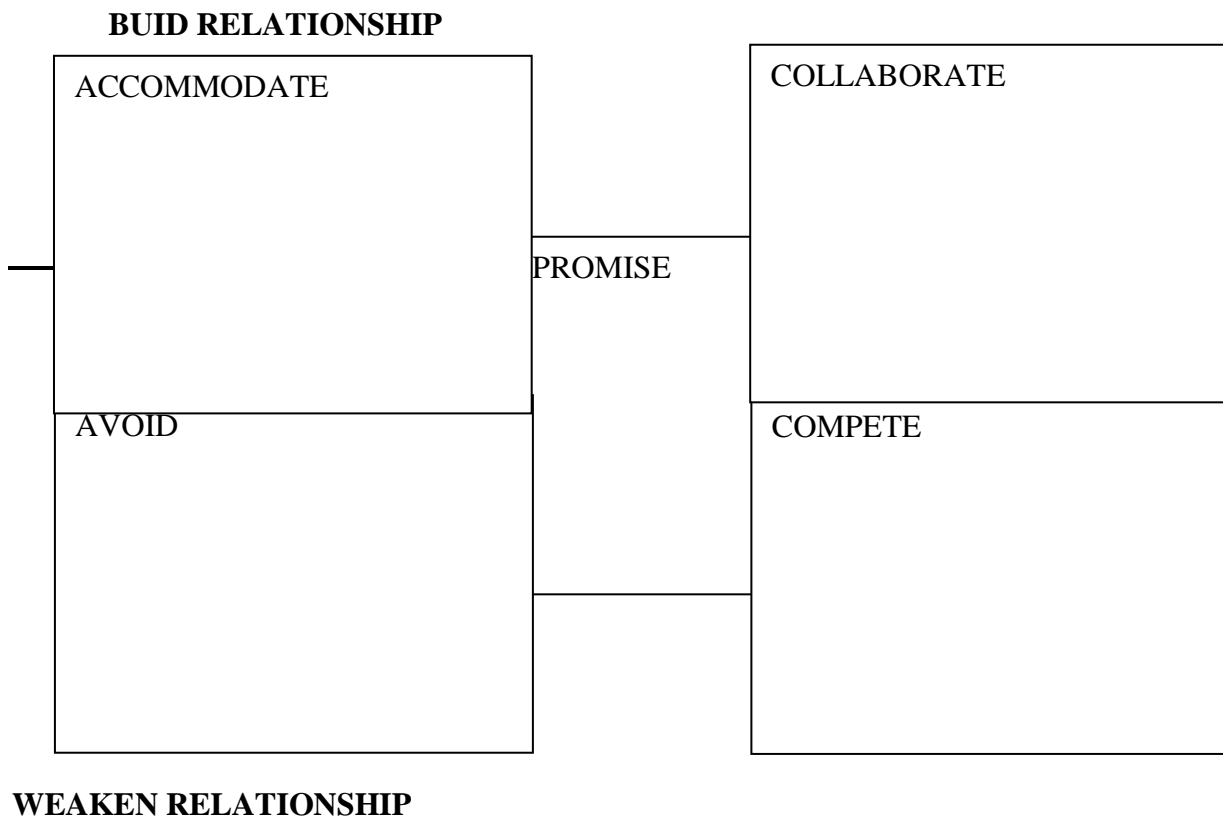 BUID RELATIONSHIP
ACCOMMODATE
COLLABORATE
PROMISE
AVOID
COMPETE
WEAKEN RELATIONSHIP